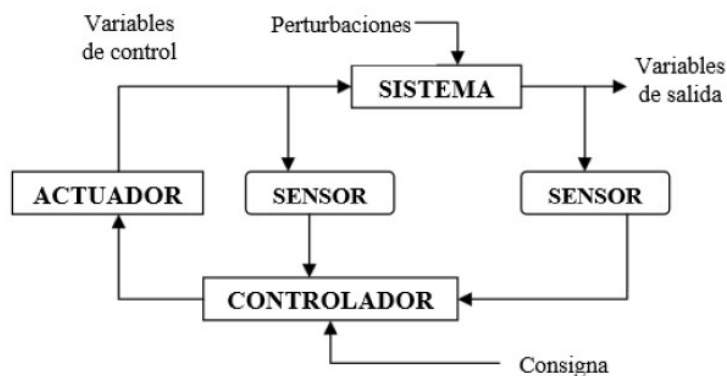 Variables
de control
Perturbaciones
SISTEMA
Variables
de salida
ACTUADOR
SENSOR
SENSOR
CONTROLADOR
Consigna